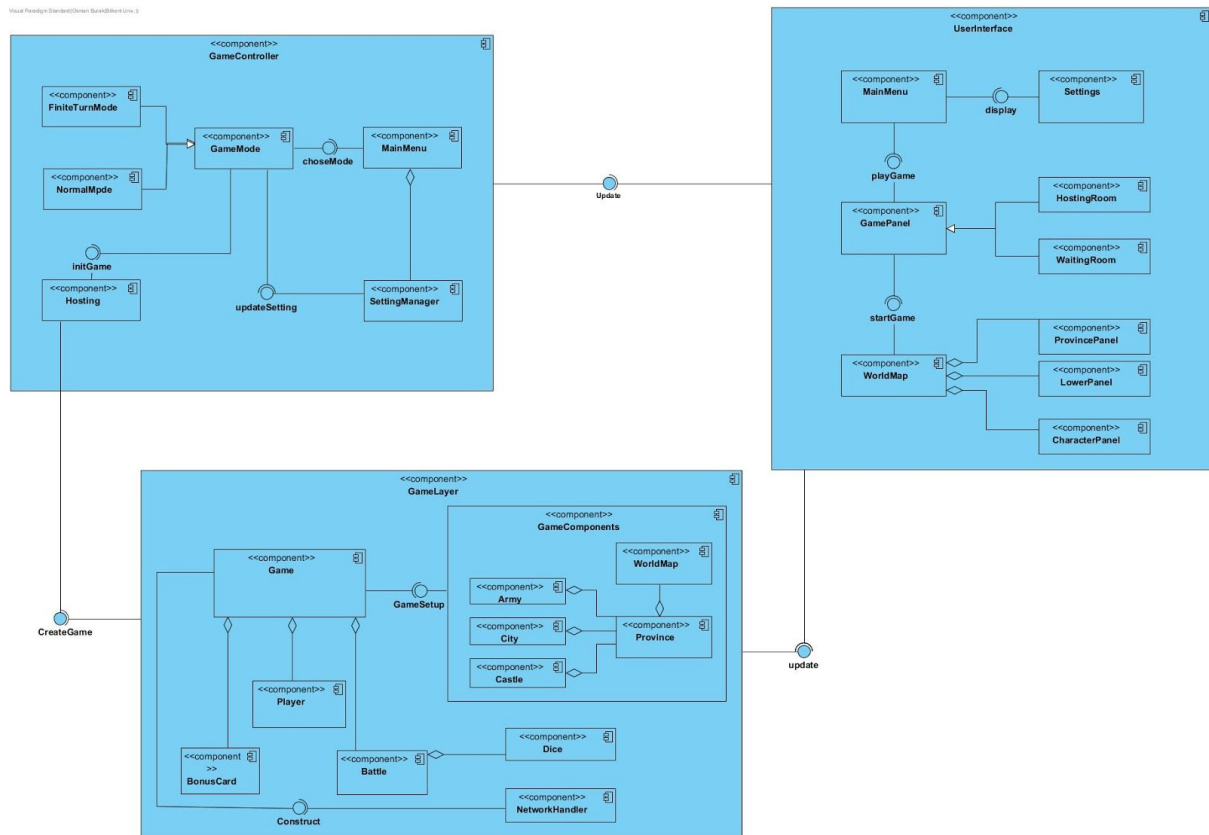 Visual Paradigm Standard(Osman Burak(Bilkent Univ.))
<<component>>
GameController
<<component>>
FiniteTurnMode
<<component>>
GameMode
choseMode
<<component>>
MainMenu
<<component>>
NormalMpde
initGame
<<component>>
Hosting
updateSetting
<<component>>
SettingManager
Update
<<component>>
UserInterface
<<component>>
MainMenu
display
<<component>>
Settings
playGame
<<component>>
GamePanel
<<component>>
HostingRoom
<<component>>
WaitingRoom
startGame
<<component>>
WorldMap
<<component>>
ProvincePanel
<<component>>
LowerPanel
<<component>>
CharacterPanel
CreateGame
<<component>>
GameLayer
<<component>>
Game
GameSetup
<<component>>
GameComponents
<<component>>
WorldMap
<<component>>
Army
<<component>>
City
<<component>>
Castle
<<component>>
Province
<<component>>
Player
<<component
>>
BonusCard
<<component>>
Battle
<<component>>
Dice
Construct
<<component>>
NetworkHandler
update